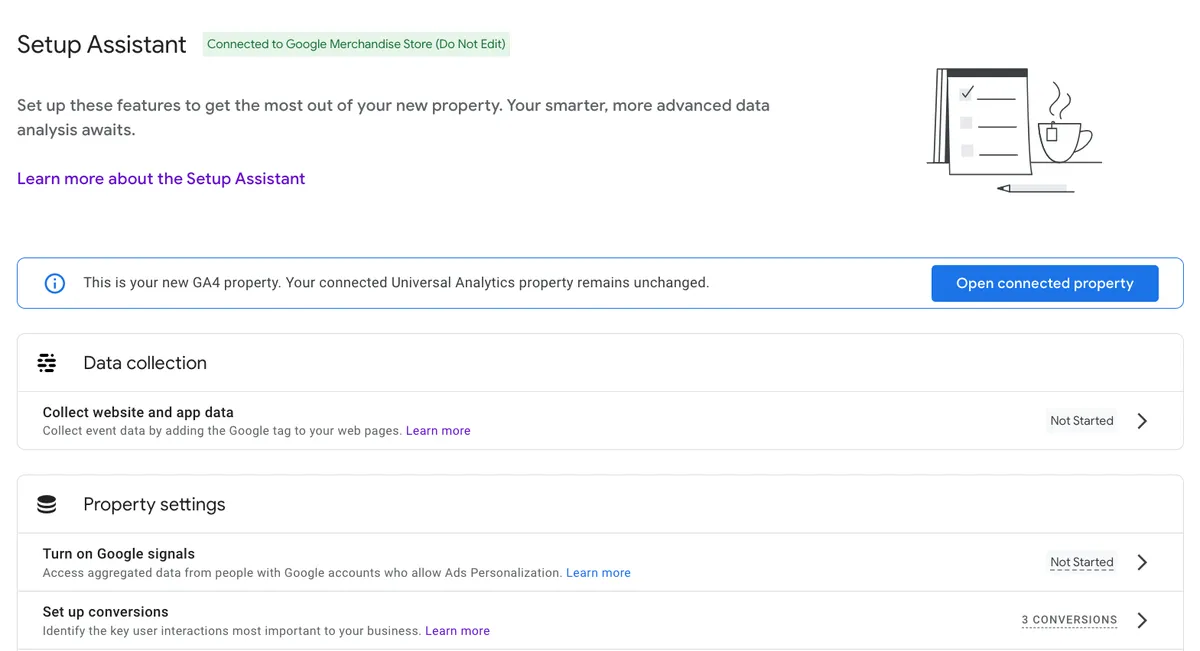 Setup Assistant
Connected to Google Merchandise Store (Do Not Edit)
Set up these features to get the most out of your new property. Your smarter, more advanced data
analysis awaits.
Learn more about the Setup Assistant
This is your new GA4 property. Your connected Universal Analytics property remains unchanged.
Open connected property
Data collection
Collect website and app data
Collect event data by adding the Google tag to your web pages. Learn more
Not Started
Property settings
Turn on Google signals
Access aggregated data from people with Google accounts who allow Ads Personalization. Learn more
Not Started
Set up conversions
Identify the key user interactions most important to your business. Learn more
3 CONVERSIONS